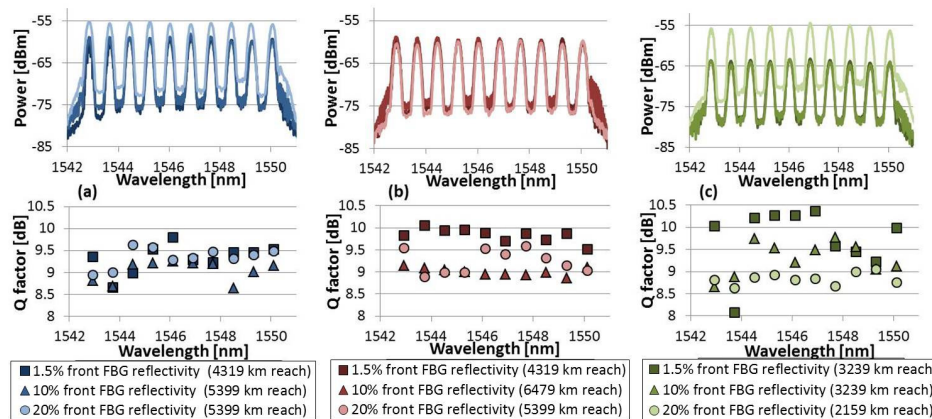 -55
-65
-75
-85
Power [dBm]
1542 1544 1546 1548 1550
Wavelength [nm]
(a)
-55
-65
-75
-85
Power [dBm]
1542 1544 1546 1548 1550
Wavelength [nm]
(b)
-55
-65
-75
-85
Power [dBm]
1542 1544 1546 1548 1550
Wavelength [nm]
(c)
10.5
10
9.5
9
8.5
8
Q factor [dB]
1542 1544 1546 1548 1550
10.5
10
9.5
9
8.5
8
Q factor [dB]
1542 1544 1546 1548 1550
10.5
10
9.5
9
8.5
8
Q factor [dB]
1542 1544 1546 1548 1550
1.5% front FBG reflectivity (4319 km reach)
10% front FBG reflectivity (5399 km reach)
20% front FBG reflectivity (5399 km reach)
1.5% front FBG reflectivity (4319 km reach)
10% front FBG reflectivity (6479 km reach)
20% front FBG reflectivity (5399 km reach)
1.5% front FBG reflectivity (3239 km reach)
10% front FBG reflectivity (3239 km reach)
20% front FBG reflectivity (2159 km reach)